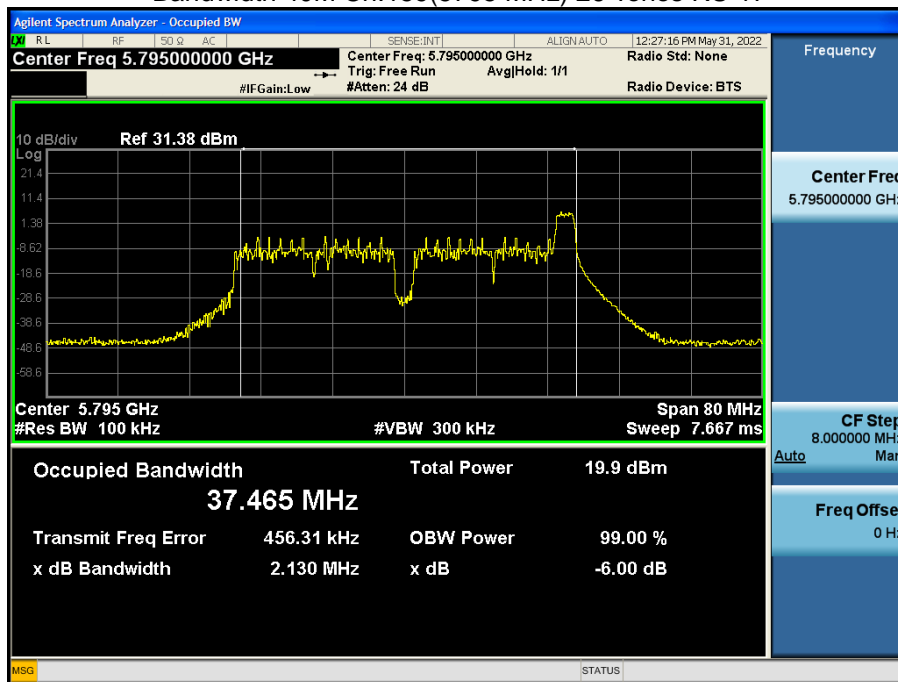 Agilent Spectrum Analyzer - Occupied BW
LXI RL RF 50 Ω AC SENSE:INT ALIGN AUTO 12:27:16 PM May 31, 2022
Center Freq 5.795000000 GHz
Center Freq: 5.795000000 GHz
Radio Std: None
Trig: Free Run Avg|Hold: 1/1
#IFGain:Low #Atten: 24 dB Radio Device: BTS
10 dB/div Ref 31.38 dBm
Log
21.4
11.4
1.38
-8.62
-18.6
-28.6
-38.6
-48.6
-58.6
Center 5.795 GHz Span 80 MHz
#Res BW 100 kHz #VBW 300 kHz Sweep 7.667 ms
Occupied Bandwidth Total Power 19.9 dBm
37.465 MHz
Transmit Freq Error 456.31 kHz OBW Power 99.00 %
x dB Bandwidth 2.130 MHz x dB -6.00 dB
Frequency
Center Fre
5.795000000 GH
CF Step
8.000000 MH
Auto Ma
Freq Offse
0 H
MSG STATUS